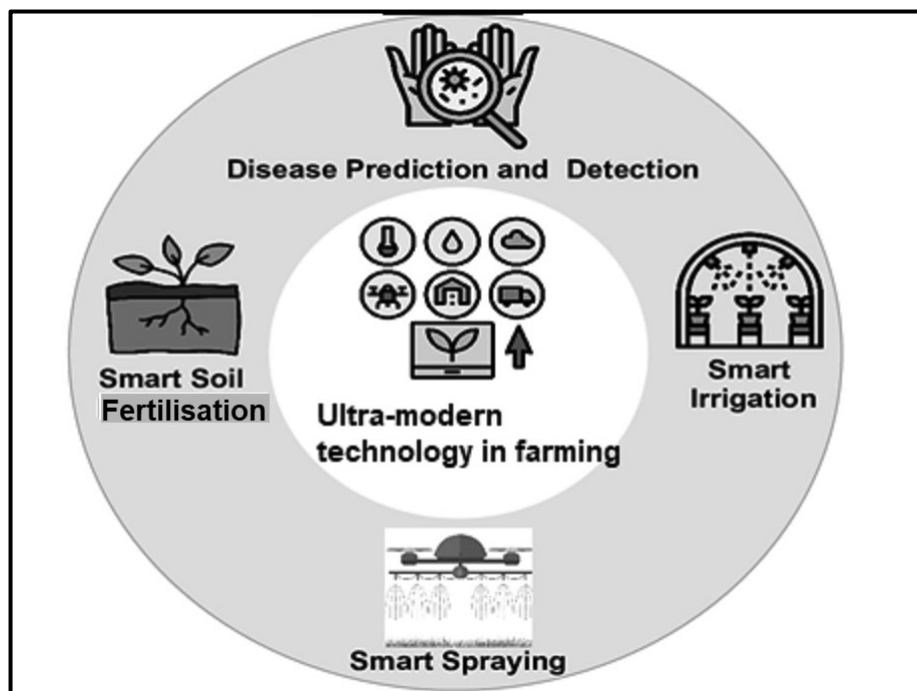 Disease Prediction and Detection
Smart Soil
Fertilisation
Smart
Irrigation
Ultra-modern
technology in farming
Smart Spraying